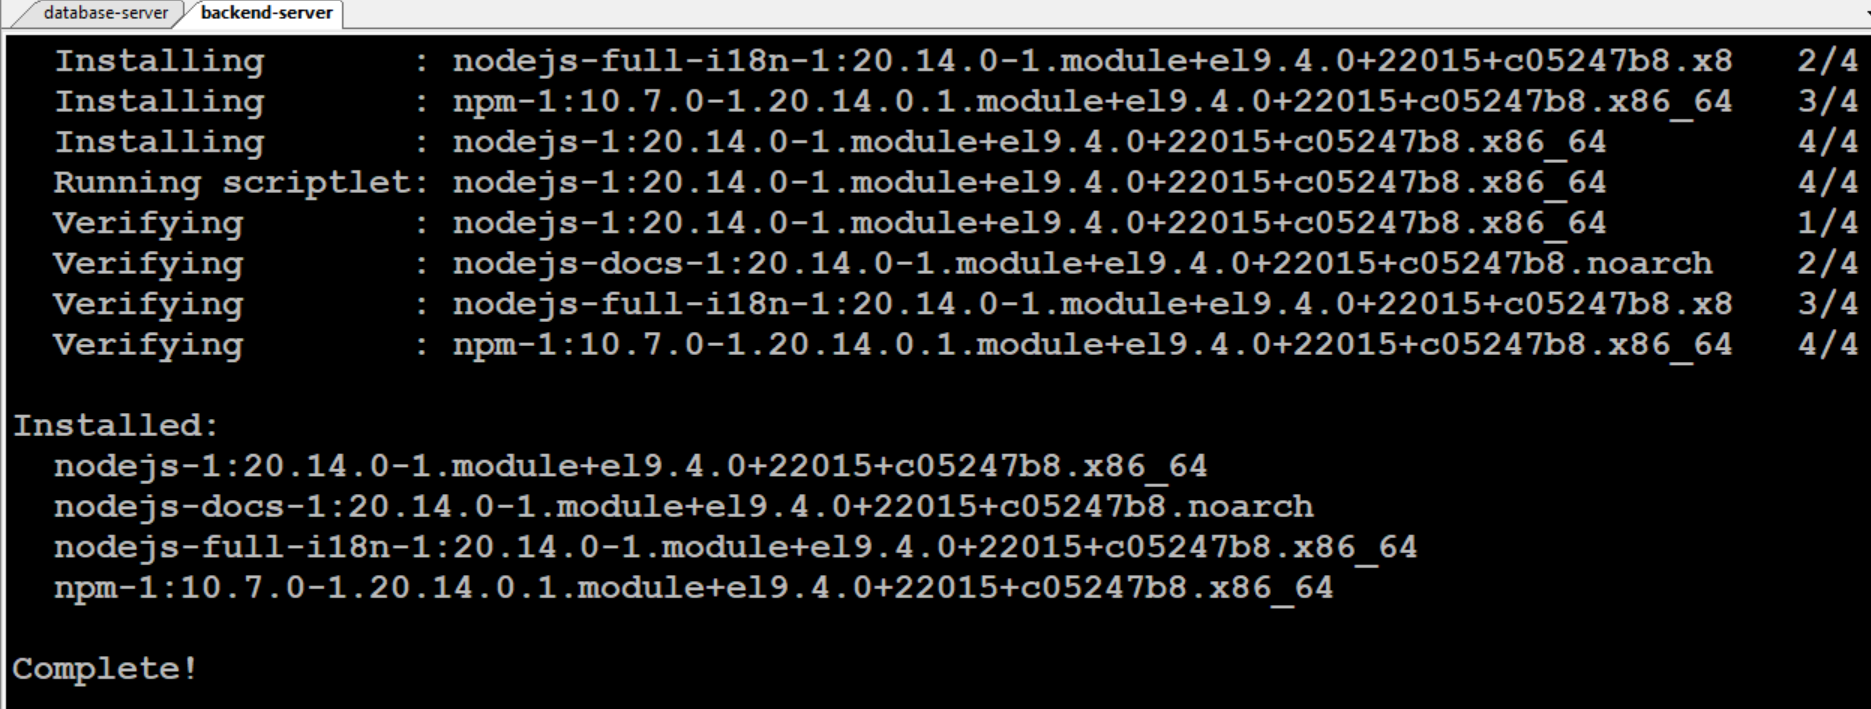 database-server backend-server
Installing : nodejs-full-i18n-1:20.14.0-1.module+el9.4.0+22015+c05247b8.x8 2/4
Installing : npm-1:10.7.0-1.20.14.0.1.module+el9.4.0+22015+c05247b8.x86_64 3/4
Installing : nodejs-1:20.14.0-1.module+el9.4.0+22015+c05247b8.x86_64 4/4
Running scriptlet: nodejs-1:20.14.0-1.module+el9.4.0+22015+c05247b8.x86_64 4/4
Verifying : nodejs-1:20.14.0-1.module+el9.4.0+22015+c05247b8.x86_64 1/4
Verifying : nodejs-docs-1:20.14.0-1.module+el9.4.0+22015+c05247b8.noarch 2/4
Verifying : nodejs-full-i18n-1:20.14.0-1.module+el9.4.0+22015+c05247b8.x8 3/4
Verifying : npm-1:10.7.0-1.20.14.0.1.module+el9.4.0+22015+c05247b8.x86_64 4/4
Installed:
nodejs-1:20.14.0-1.module+el9.4.0+22015+c05247b8.x86_64
nodejs-docs-1:20.14.0-1.module+el9.4.0+22015+c05247b8.noarch
nodejs-full-i18n-1:20.14.0-1.module+el9.4.0+22015+c05247b8.x86_64
npm-1:10.7.0-1.20.14.0.1.module+el9.4.0+22015+c05247b8.x86_64
Complete!